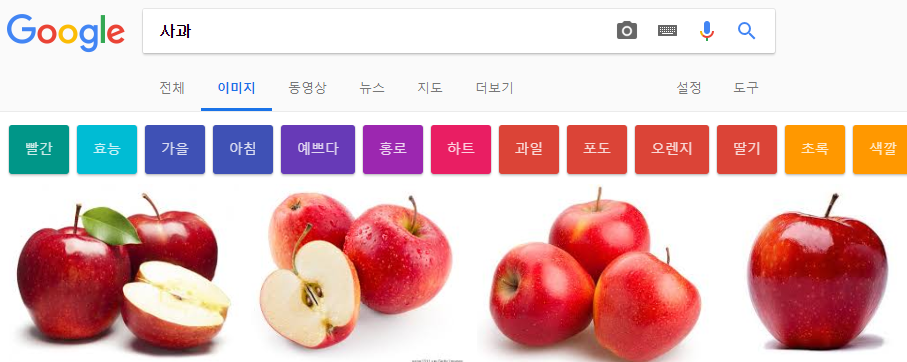 Google
사과
전체 이미지 동영상 뉴스 지도 더보기 설정 도구
빨간 효능 가을 아침 예쁘다 홍로 하트 과일 포도 오렌지 딸기 초록 색깔